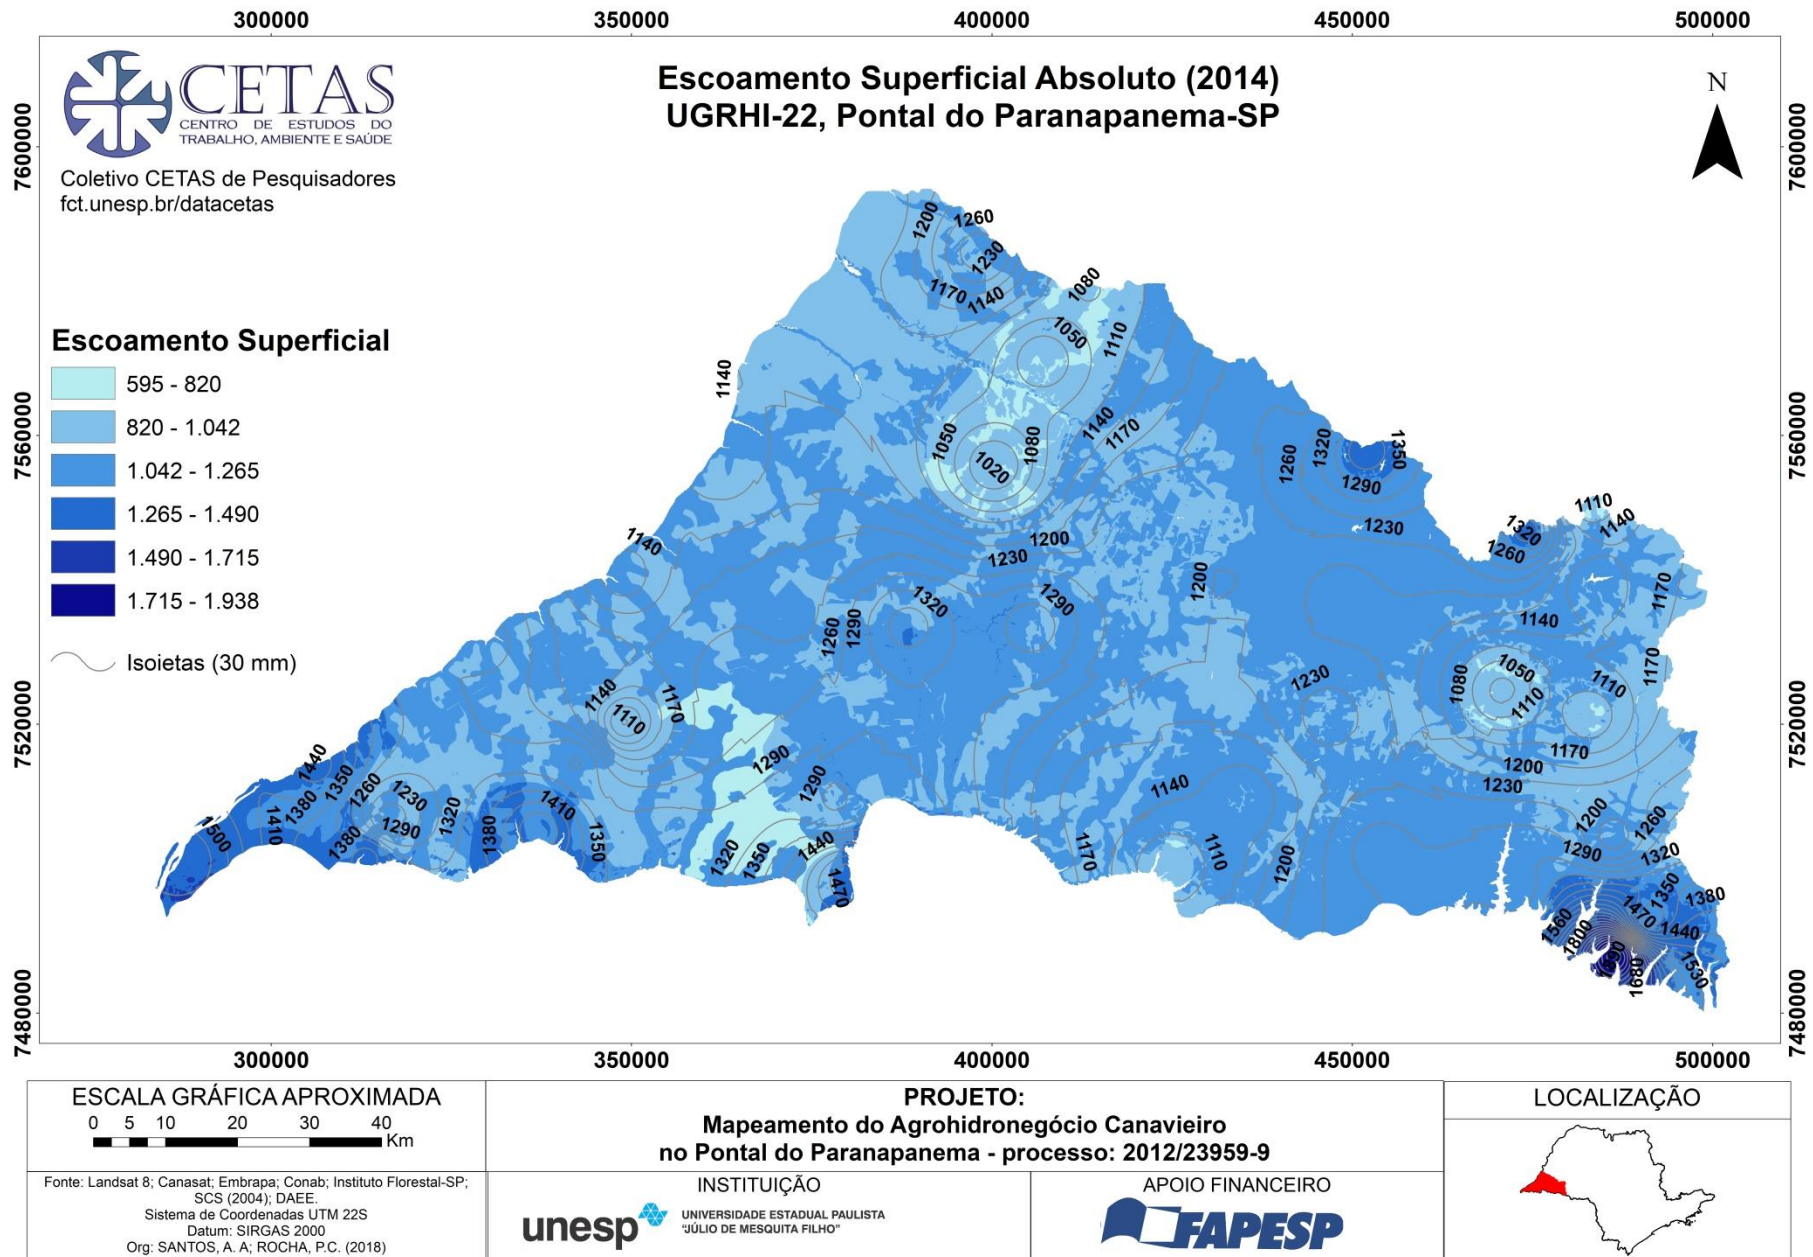 300000
350000
400000
450000
500000
7600000
7560000
7520000
7480000
7600000
7560000
7520000
7480000
CETAS
CENTRO DE ESTUDOS DO
TRABALHO, AMBIENTE E SAÚDE
Coletivo CETAS de Pesquisadores
fct.unesp.br/datacetas
Escoamento Superficial Absoluto (2014)
UGRHI-22, Pontal do Paranapanema-SP
N
Escoamento Superficial
595 - 820
820 - 1.042
1.042 - 1.265
1.265 - 1.490
1.490 - 1.715
1.715 - 1.938
Isoietas (30 mm)
1200
1260
1230
1170
1140
1080
1050
1110
1140
1140
1170
1050
1080
1020
1260
1320
1350
1290
1230
1110
1140
1320
1260
1200
1230
1140
1200
1170
1320
1290
1260
1290
1140
1230
1170
1080
1050
1110
1110
1140
1110
1170
1170
1200
1230
1290
1290
1140
1440
1350
1380
1260
1230
1290
1320
1410
1500
1380
1380
1410
1350
1320
1350
1440
1470
1170
1110
1200
1200
1260
1290
1320
1350
1380
1470
1440
1560
1800
1890
1680
1530
300000
350000
400000
450000
500000
ESCALA GRÁFICA APROXIMADA
0 5 10 20 30 40
Km
Fonte: Landsat 8; Canasat; Embrapa; Conab; Instituto Florestal-SP;
SCS (2004); DAEE.
Sistema de Coordenadas UTM 22S
Datum: SIRGAS 2000
Org: SANTOS, A. A; ROCHA, P.C. (2018)
PROJETO:
Mapeamento do Agrohidronegócio Canavieiro
no Pontal do Paranapanema - processo: 2012/23959-9
INSTITUIÇÃO
unesp
UNIVERSIDADE ESTADUAL PAULISTA
"JÚLIO DE MESQUITA FILHO"
APOIO FINANCEIRO
FAPESP
LOCALIZAÇÃO